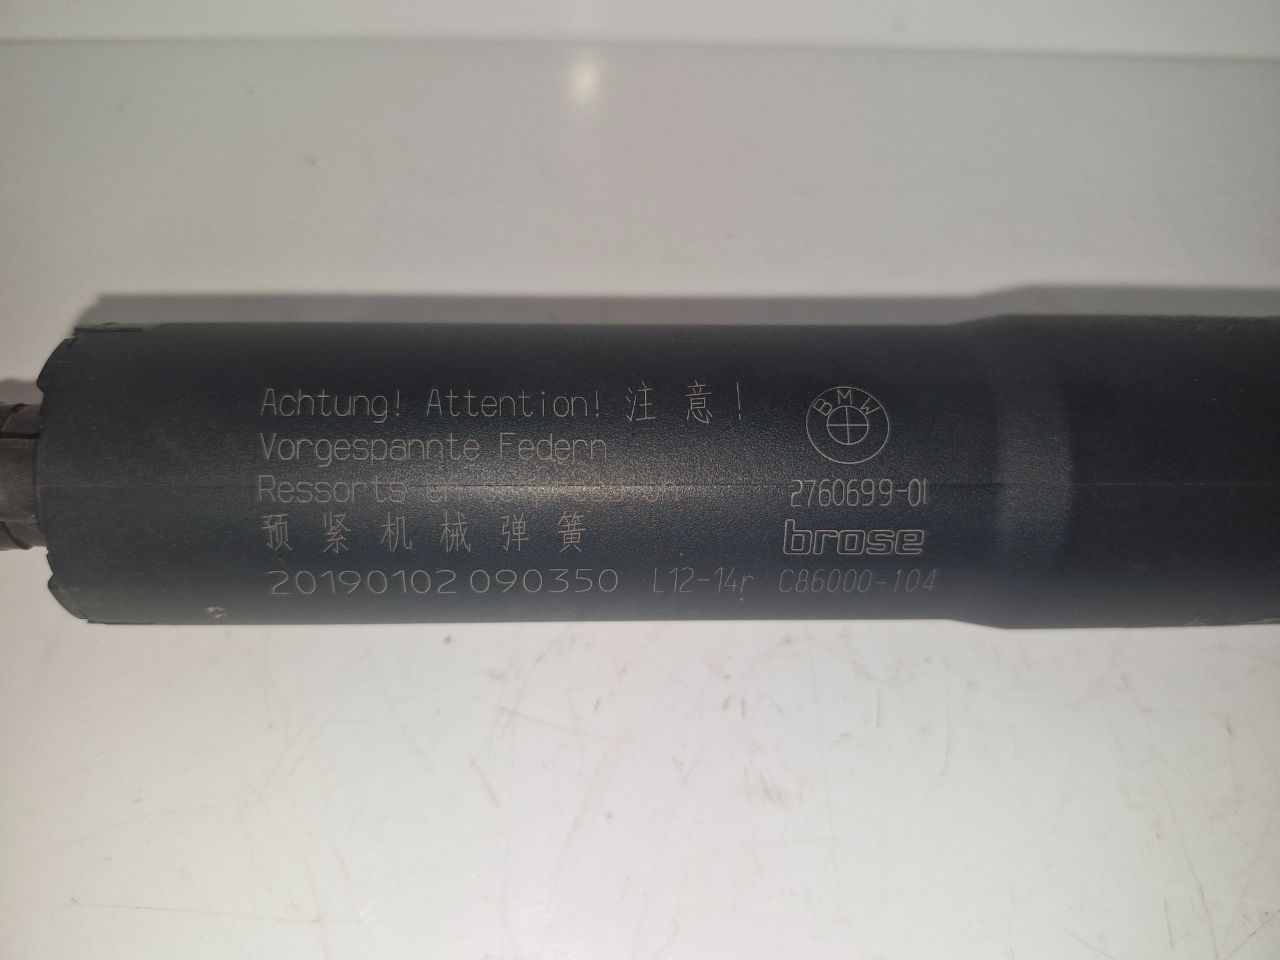 Achtung! Attention! 注意!
Vorgespannte Federn
Ressorts en
预紧机械弹簧
20190102 090350 L12-14r
BMW
2760699-01
brose
C86000-104